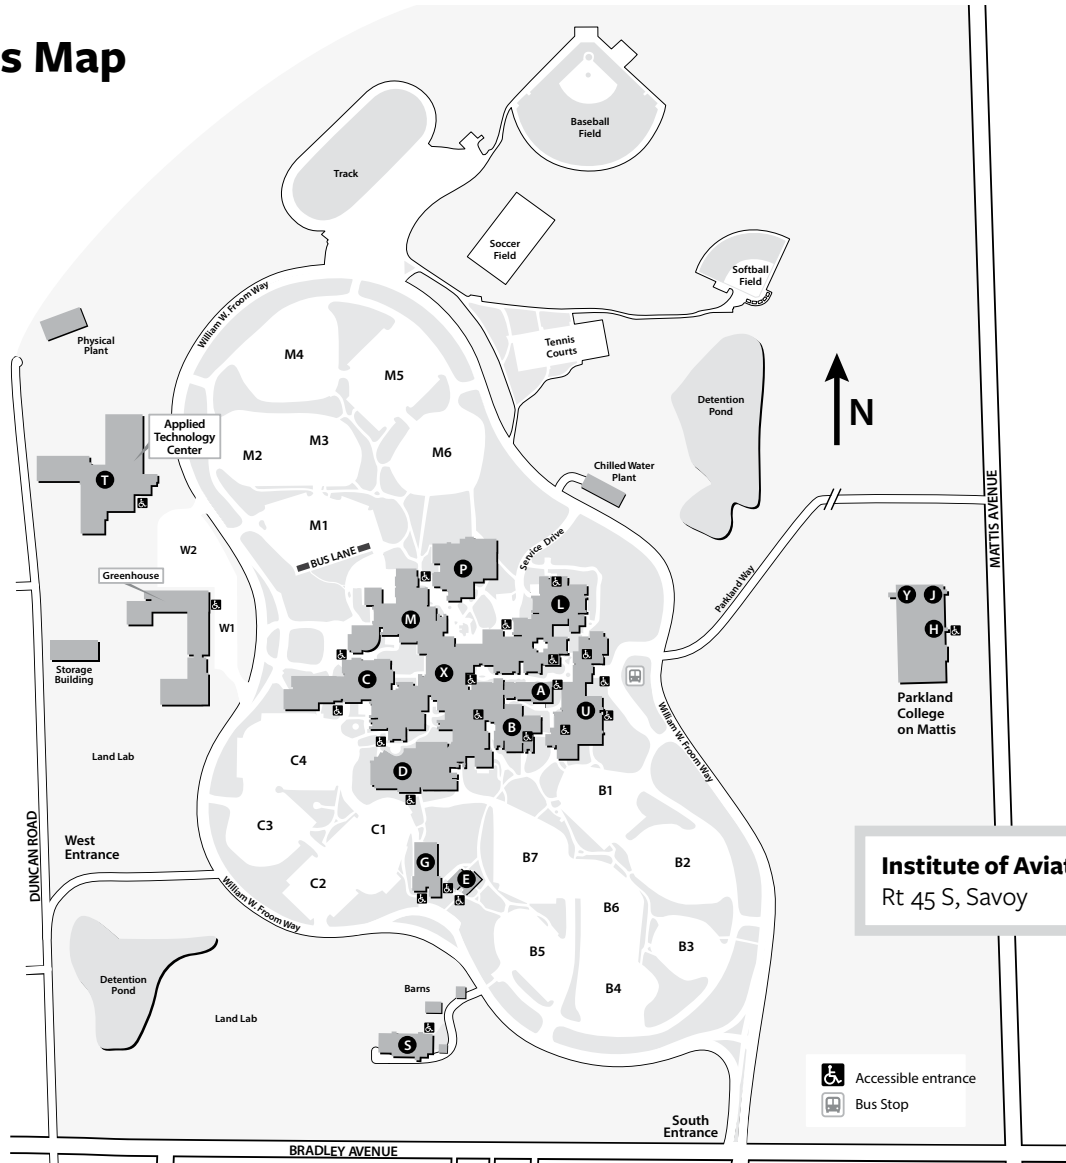 s Map
Baseball
Field
Track
Soccer
Field
Softball
Field
William W. Froom Way
Physical
Plant
Tennis
Courts
M4
M5
Detention
Pond
N
Applied
Technology
Center
M3
M2
M6
T
Chilled Water
Plant
MATTIS AVENUE
M1
BUS LANE
W2
Service Drive
P
Greenhouse
Parkland Way
L
Y
J
M
W1
H
Storage
Building
X
C
A
Parkland
College
on Mattis
U
B
William W. Froom Way
Land Lab
C4
D
B1
C3
C1
DUNCAN ROAD
West
Entrance
G
B7
B2
Institute of Aviat
Rt 45 S, Savoy
C2
E
B6
William W. Froom Way
B5
B3
Detention
Pond
Barns
B4
Land Lab
S
Accessible entrance
Bus Stop
South
Entrance
BRADLEY AVENUE